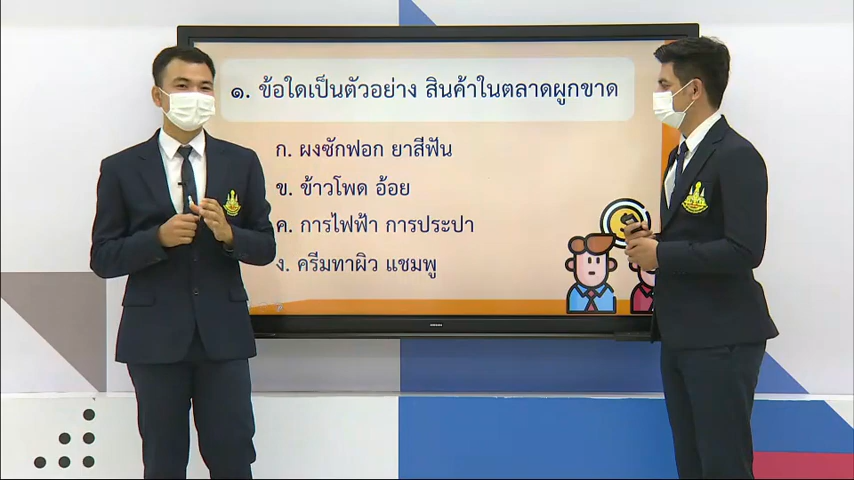 ๑. ข้อใดเป็นตัวอย่าง สินค้าในตลาดผูกขาด
ก. ผงซักฟอก ยาสีฟัน
ข. ข้าวโพด อ้อย
ค. การไฟฟ้า การประปา
ง. ครีมทาผิว แชมพู